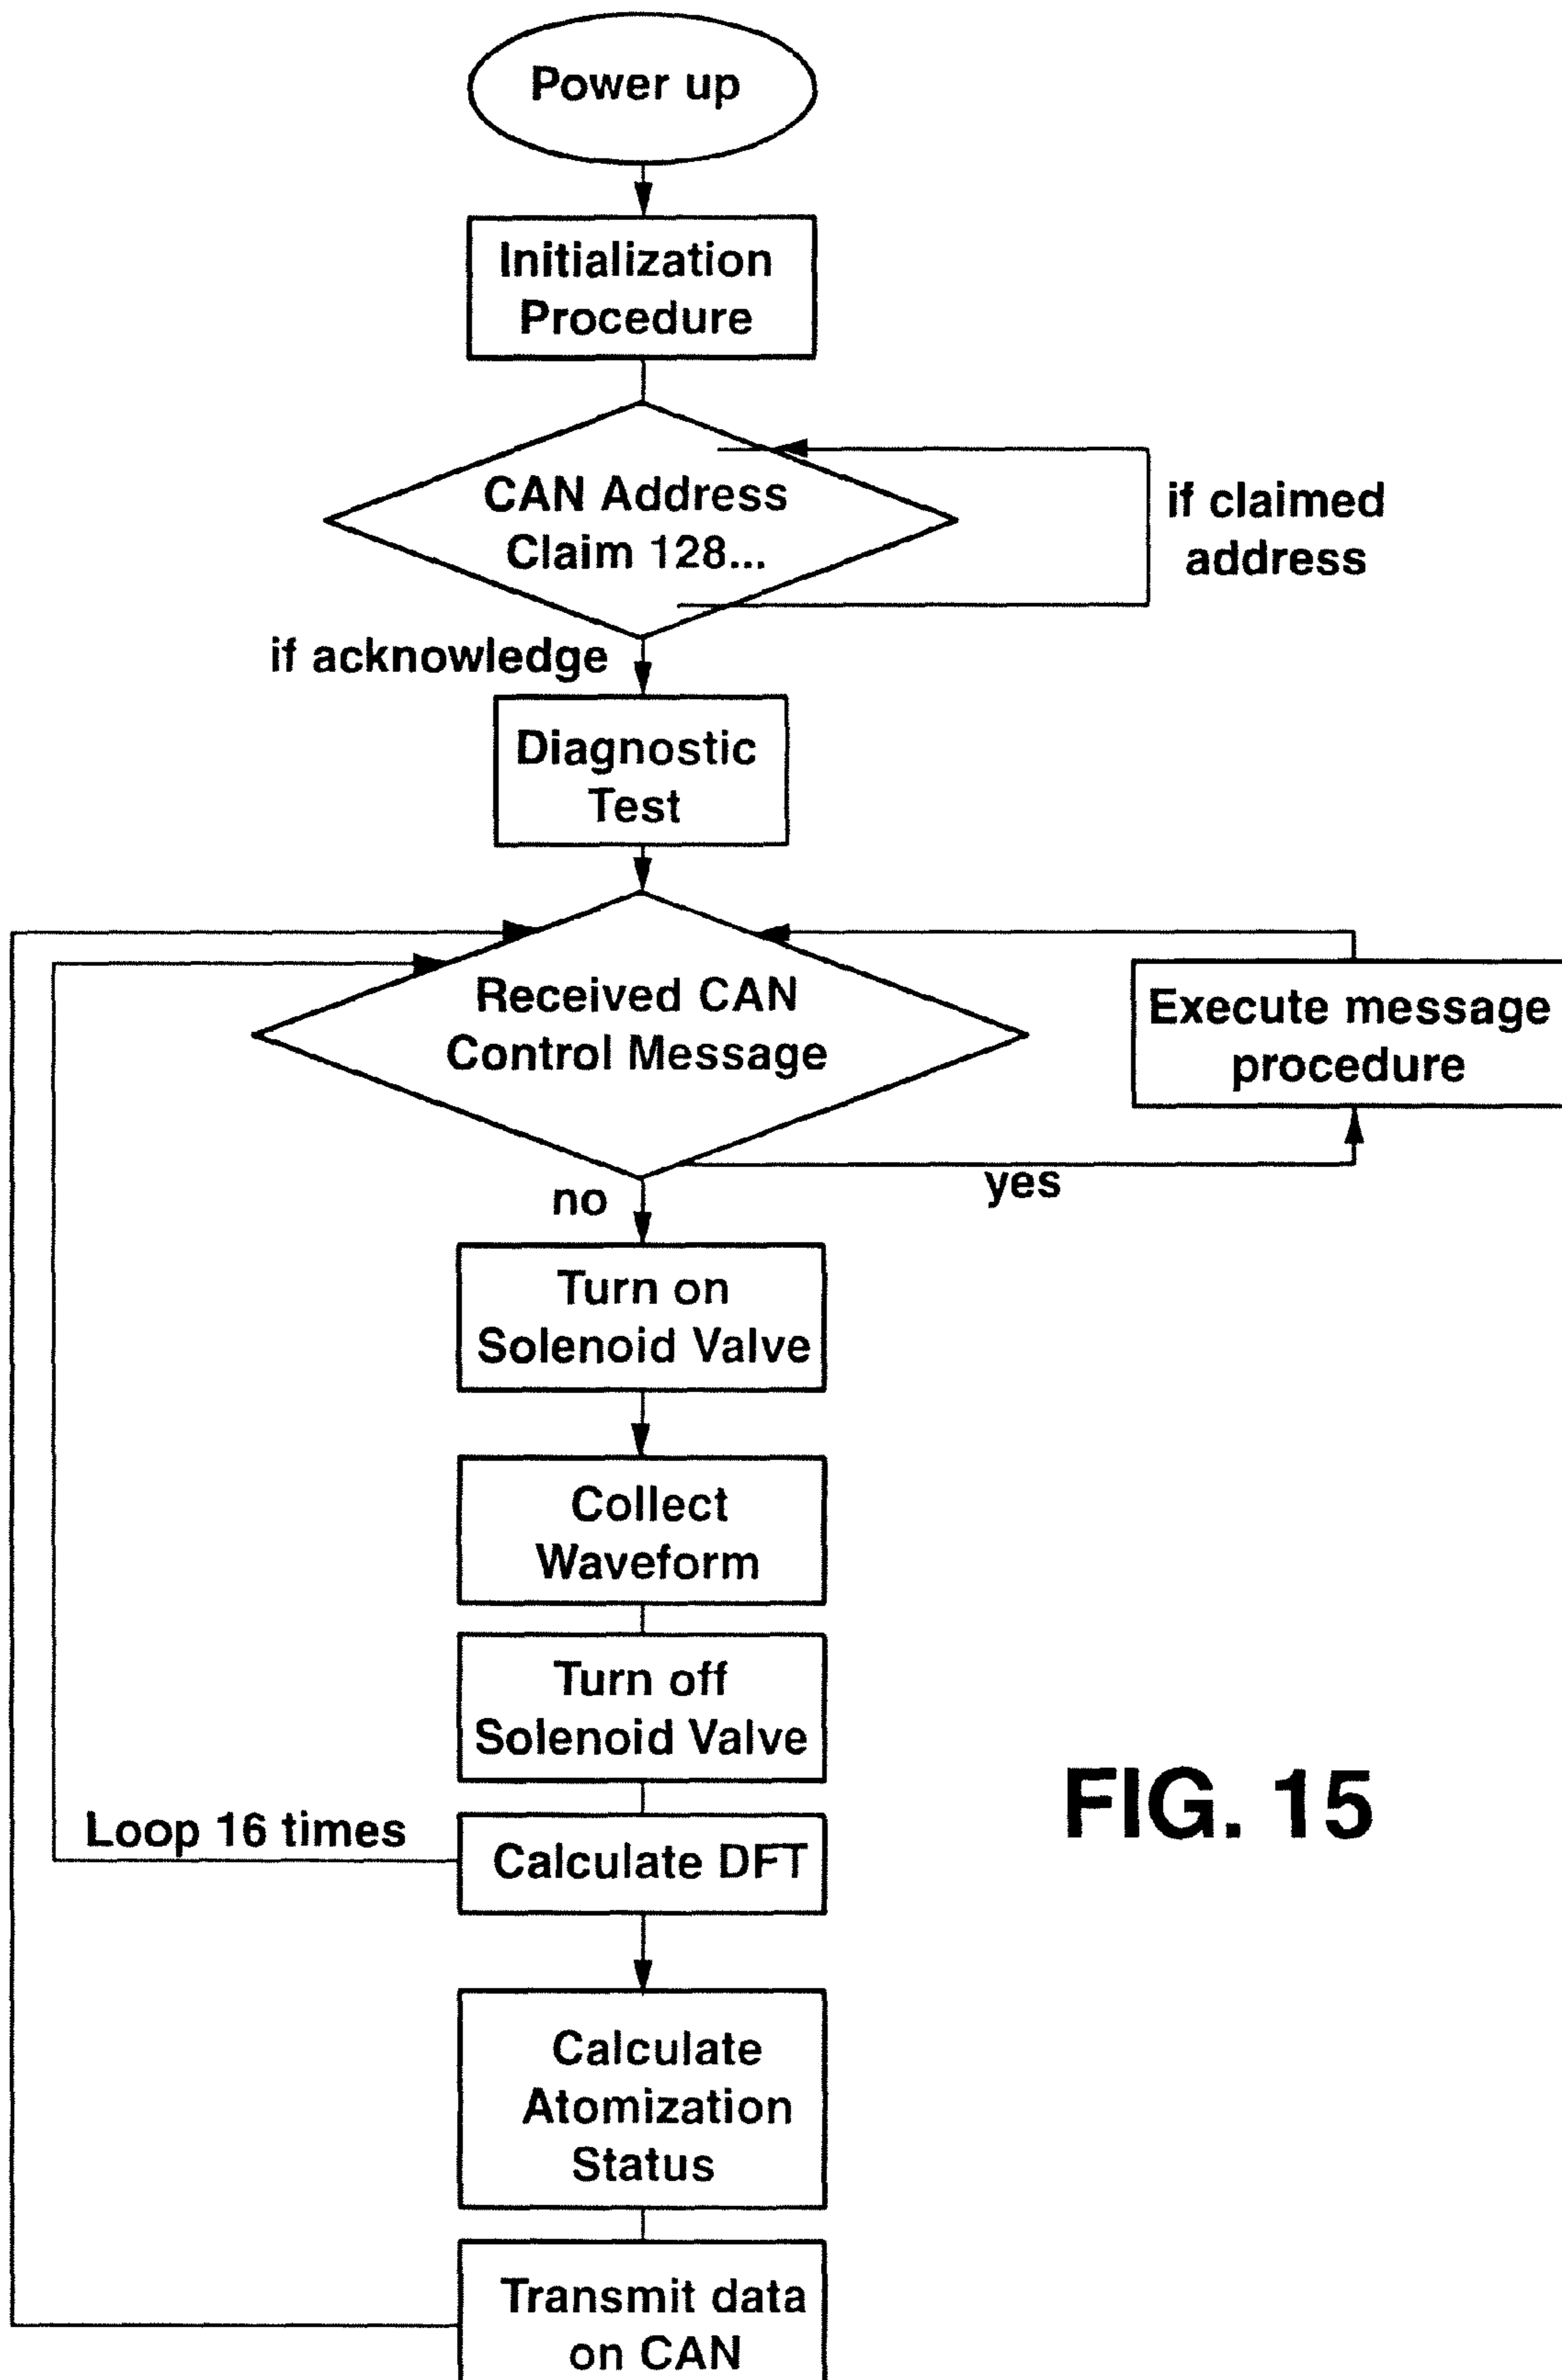 Power up
Initialization
Procedure
CAN Address
Claim 128...
if claimed
address
if acknowledge
Diagnostic
Test
Received CAN
Control Message
Execute message
procedure
yes
no
Turn on
Solenoid Valve
Collect
Waveform
Turn off
Solenoid Valve
Loop 16 times
Calculate DFT
FIG. 15
Calculate
Atomization
Status
Transmit data
on CAN